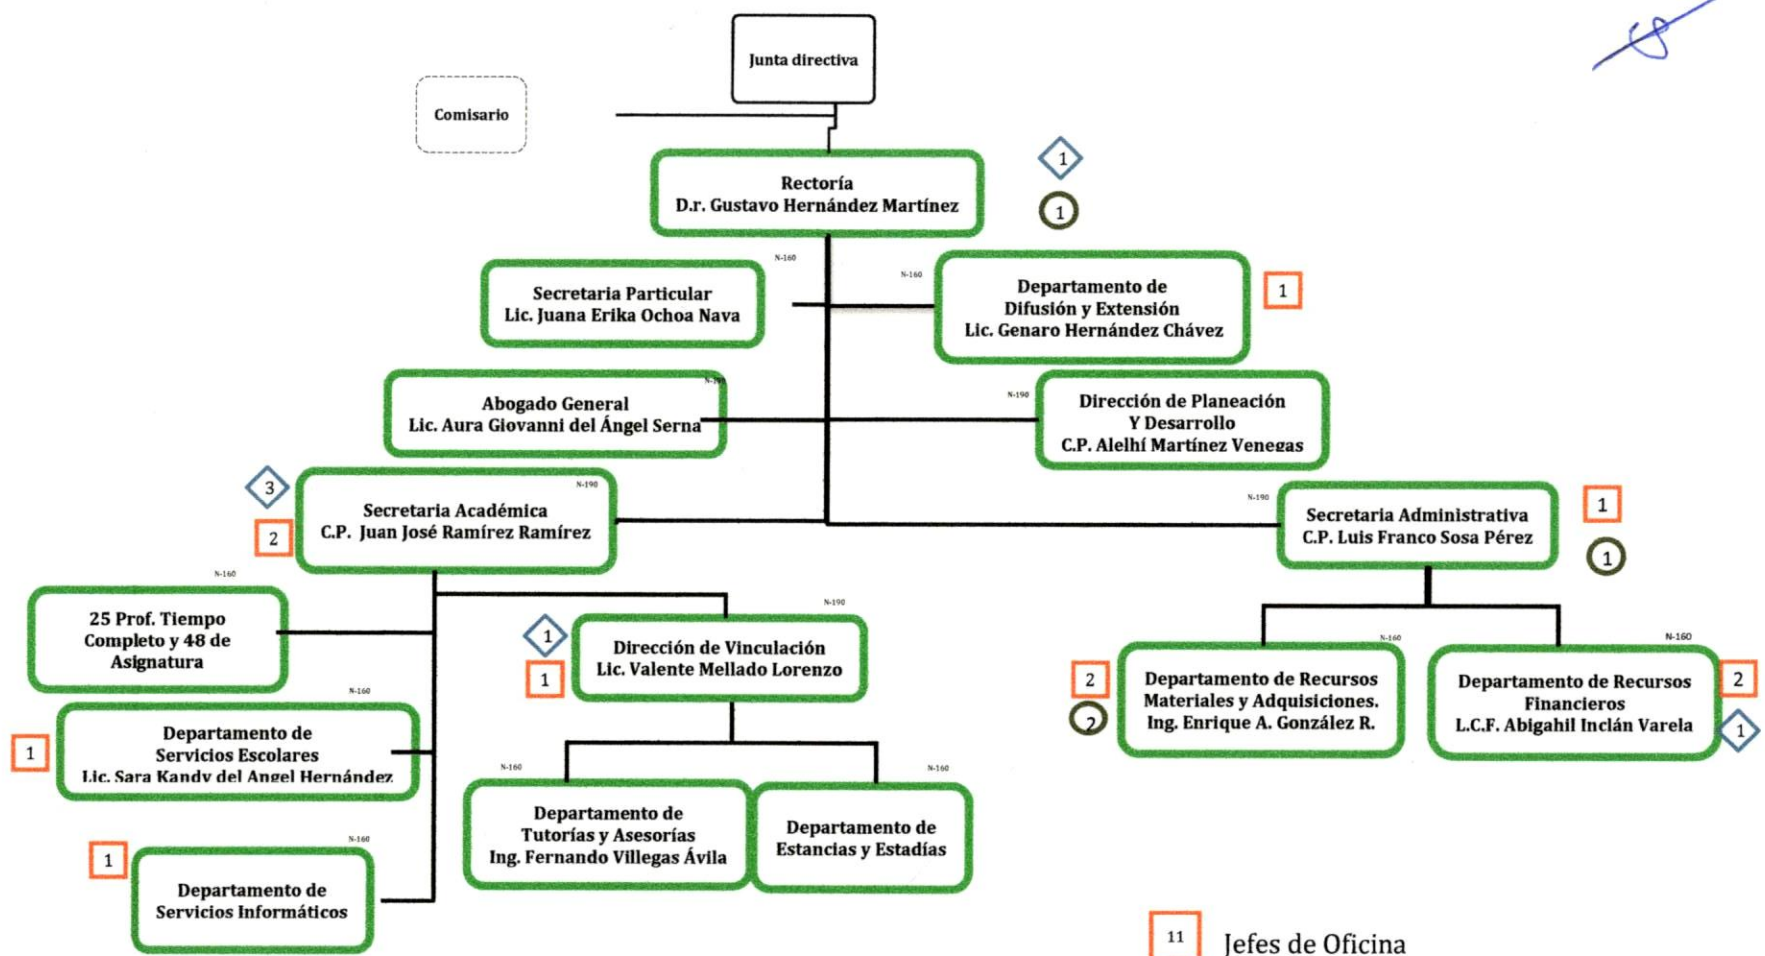 Junta directiva
Comisario
1
Rectoría
D.r. Gustavo Hernández Martínez
1
N-160
Secretaria Particular
Lic. Juana Erika Ochoa Nava
N-160
Departamento de
Difusión y Extensión
Lic. Genaro Hernández Chávez
1
Abogado General
Lic. Aura Giovanni del Ángel Serna
N-190
Dirección de Planeación
Y Desarrollo
C.P. Alelhí Martínez Venegas
3
2
N-190
Secretaria Académica
C.P. Juan José Ramírez Ramírez
N-190
Secretaria Administrativa
C.P. Luis Franco Sosa Pérez
1
1
N-160
25 Prof. Tiempo
Completo y 48 de
Asignatura
N-190
1
1
Dirección de Vinculación
Lic. Valente Mellado Lorenzo
N-160
2
2
Departamento de Recursos
Materiales y Adquisiciones.
Ing. Enrique A. González R.
N-160
Departamento de Recursos
Financieros
L.C.F. Abigahil Inclán Varela
2
1
N-160
1
Departamento de
Servicios Escolares
Lic. Sara Kandy del Angel Hernández
N-160
Departamento de
Tutorías y Asesorías
Ing. Fernando Villegas Ávila
N-160
Departamento de
Estancias y Estadías
N-160
1
Departamento de
Servicios Informáticos
11
Jefes de Oficina